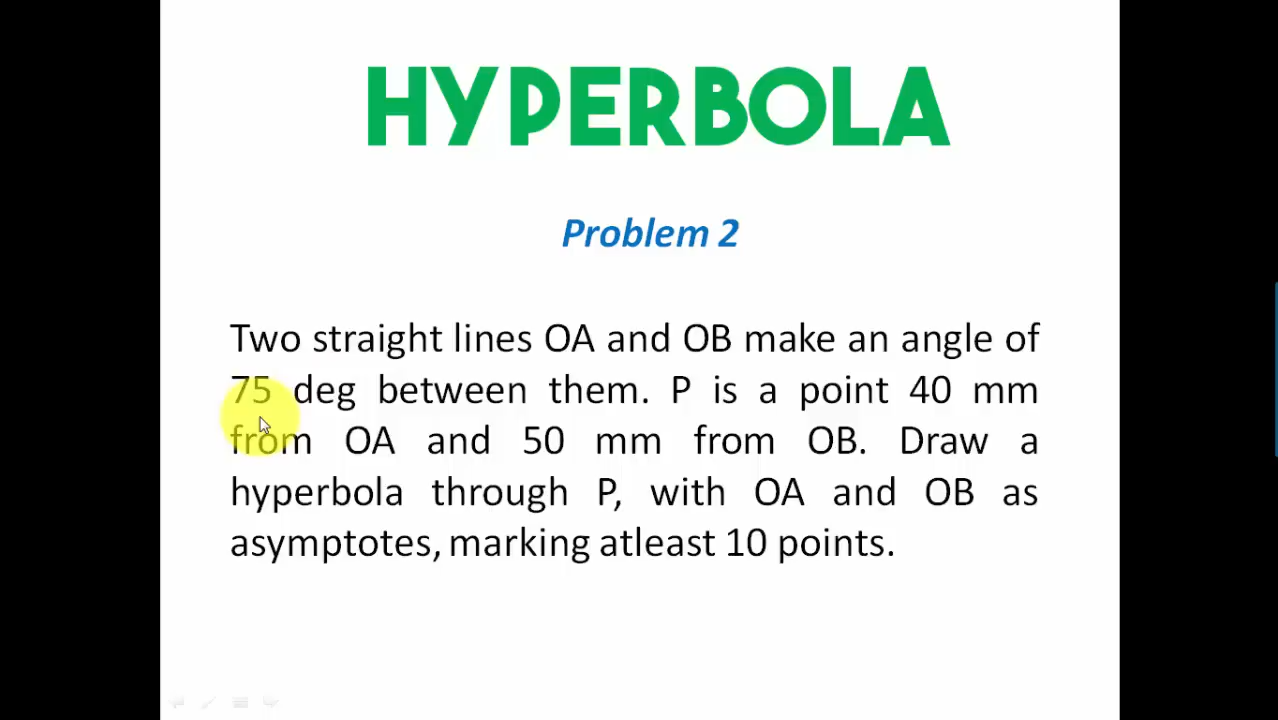 HYPERBOLA
Problem 2
Two straight lines OA and OB make an angle of
75 deg between them. P is a point 40 mm
from OA and 50 mm from OB. Draw a
hyperbola through P, with OA and OB as
asymptotes, marking atleast 10 points.